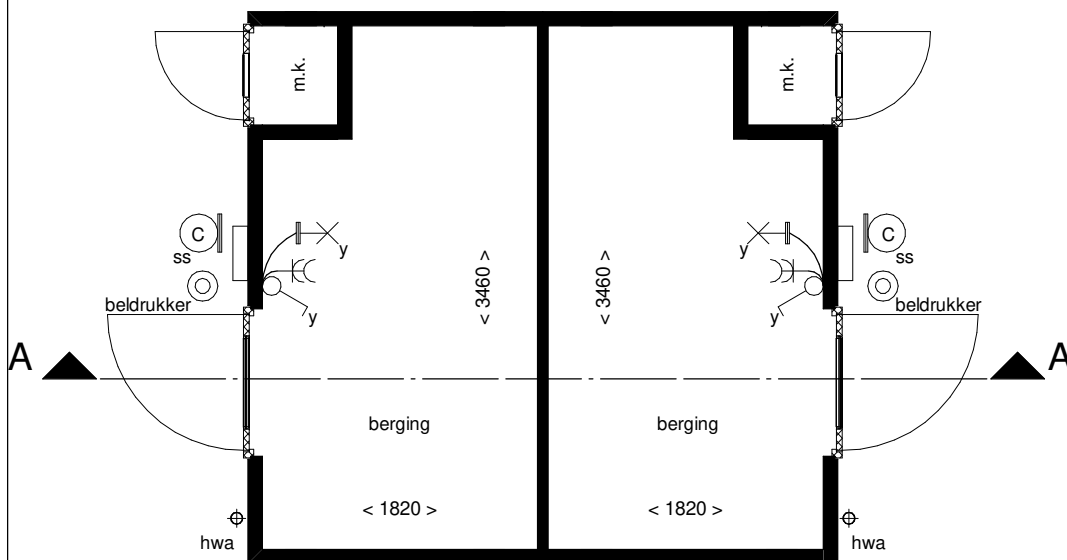 m.k.
m.k.
C
ss
y
< 3460 >
< 3460 >
y
C
ss
beldrukker
y
y
beldrukker
A
A
berging
berging
< 1820 >
< 1820 >
hwa
hwa